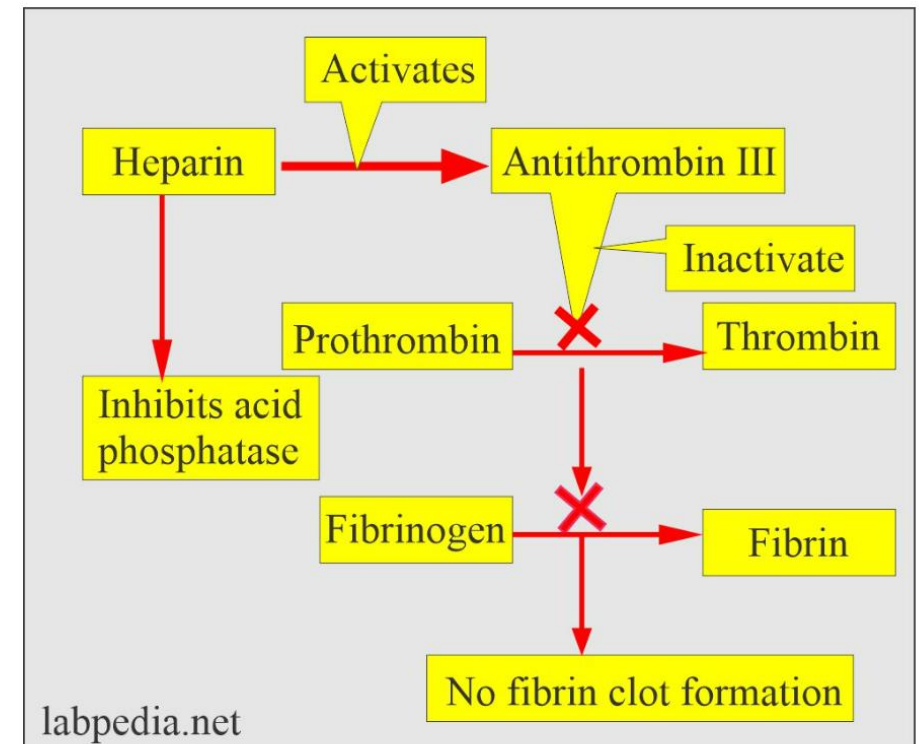 Activates
Heparin
Antithrombin III
Inactivate
Prothrombin
Thrombin
Inhibits acid
phosphatase
Fibrinogen
Fibrin
No fibrin clot formation
labpedia.net